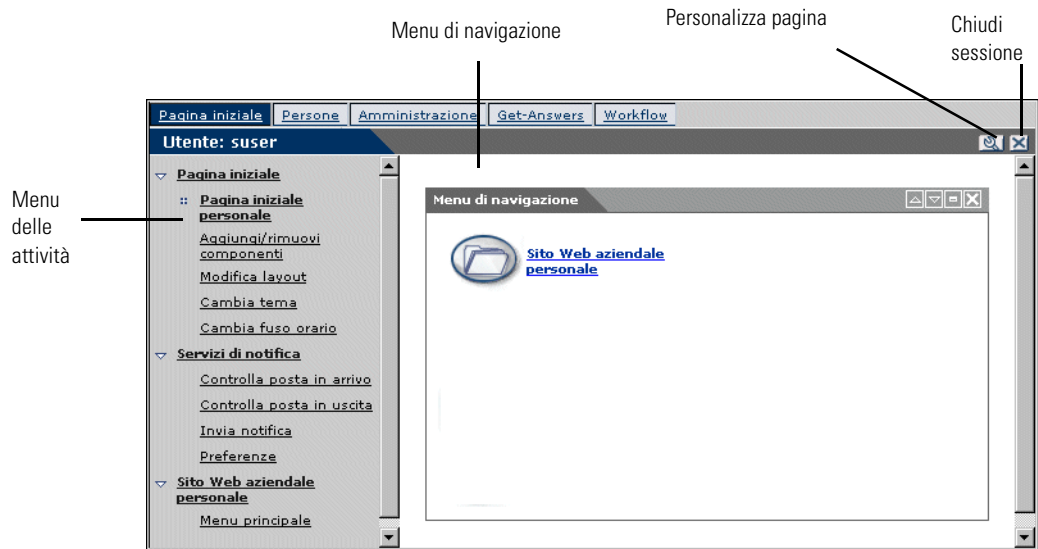 Menu di navigazione
Personalizza pagina
Chiudi
sessione
Pagina iniziale Persone Amministrazione Get-Answers Workflow
Utente: suser
Menu
delle
attività
Pagina iniziale
Pagina iniziale
personale
Aggiungi/rimuovi
componenti
Modifica layout
Cambia tema
Cambia fuso orario
Servizi di notifica
Controlla posta in arrivo
Controlla posta in uscita
Invia notifica
Preferenze
Sito Web aziendale
personale
Menu principale
Menu di navigazione
Sito Web aziendale
personale